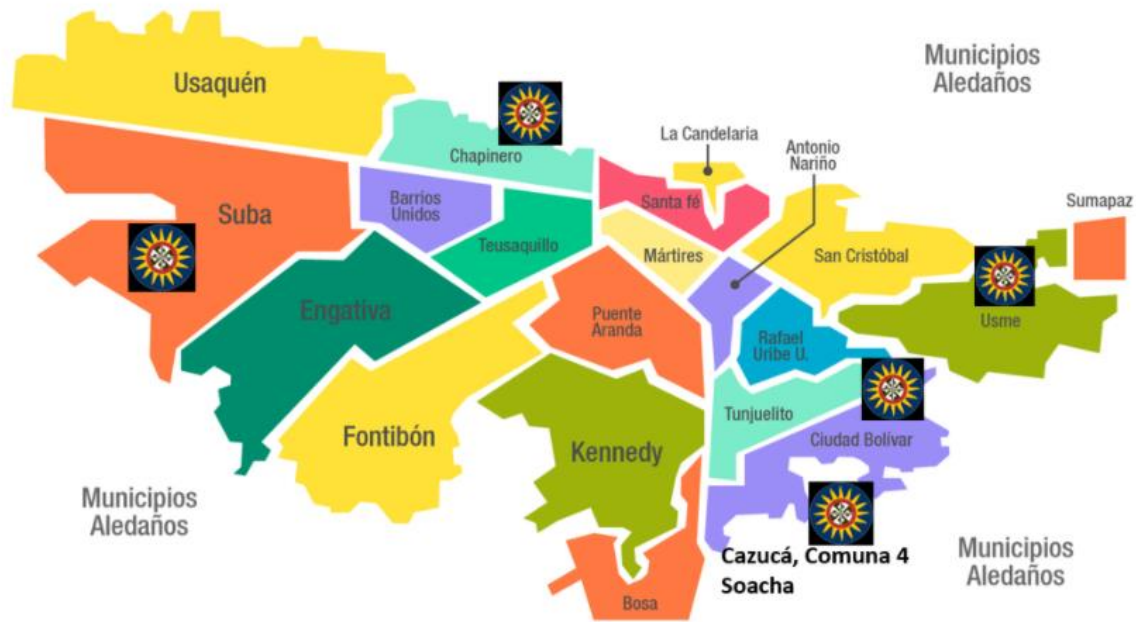 Usaquén
Municipios
Aledaños
Chapinero
La Candelaria
Antonio
Nariño
Suba
Barrios
Unidos
Santa fé
Sumapaz
Teusaquillo
Mártires
San Cristóbal
Engativa
Puente
Aranda
Usme
Rafael
Uribe U.
Fontibón
Kennedy
Tunjuelito
Ciudad Bolívar
Municipios
Aledaños
Cazucá, Comuna 4
Soacha
Municipios
Aledaños
Bosa